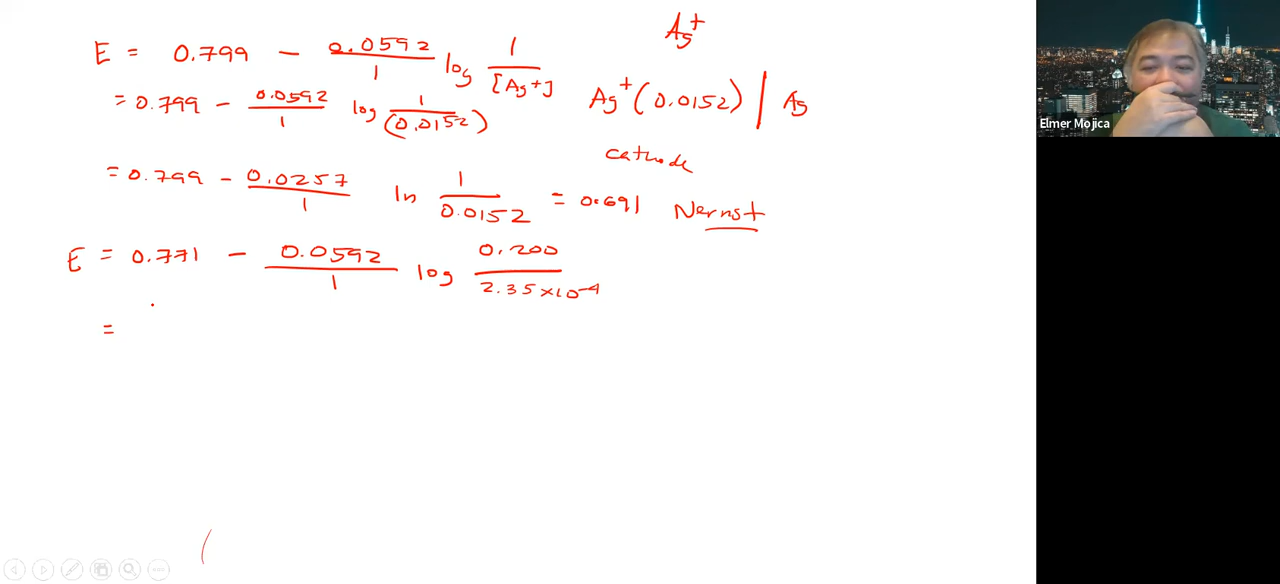 Ag⁺
E = 0.799 - 0.0592/1 log 1/[Ag⁺]
= 0.799 - 0.0592/1 log 1/(0.0152)
Ag⁺(0.0152) | Ag
cathode
= 0.799 - 0.0257/1 ln 1/0.0152 = 0.691
Nernst
E = 0.771 - 0.0592/1 log 0.200/2.35×10⁻⁴
=
(
Elmer Mojica